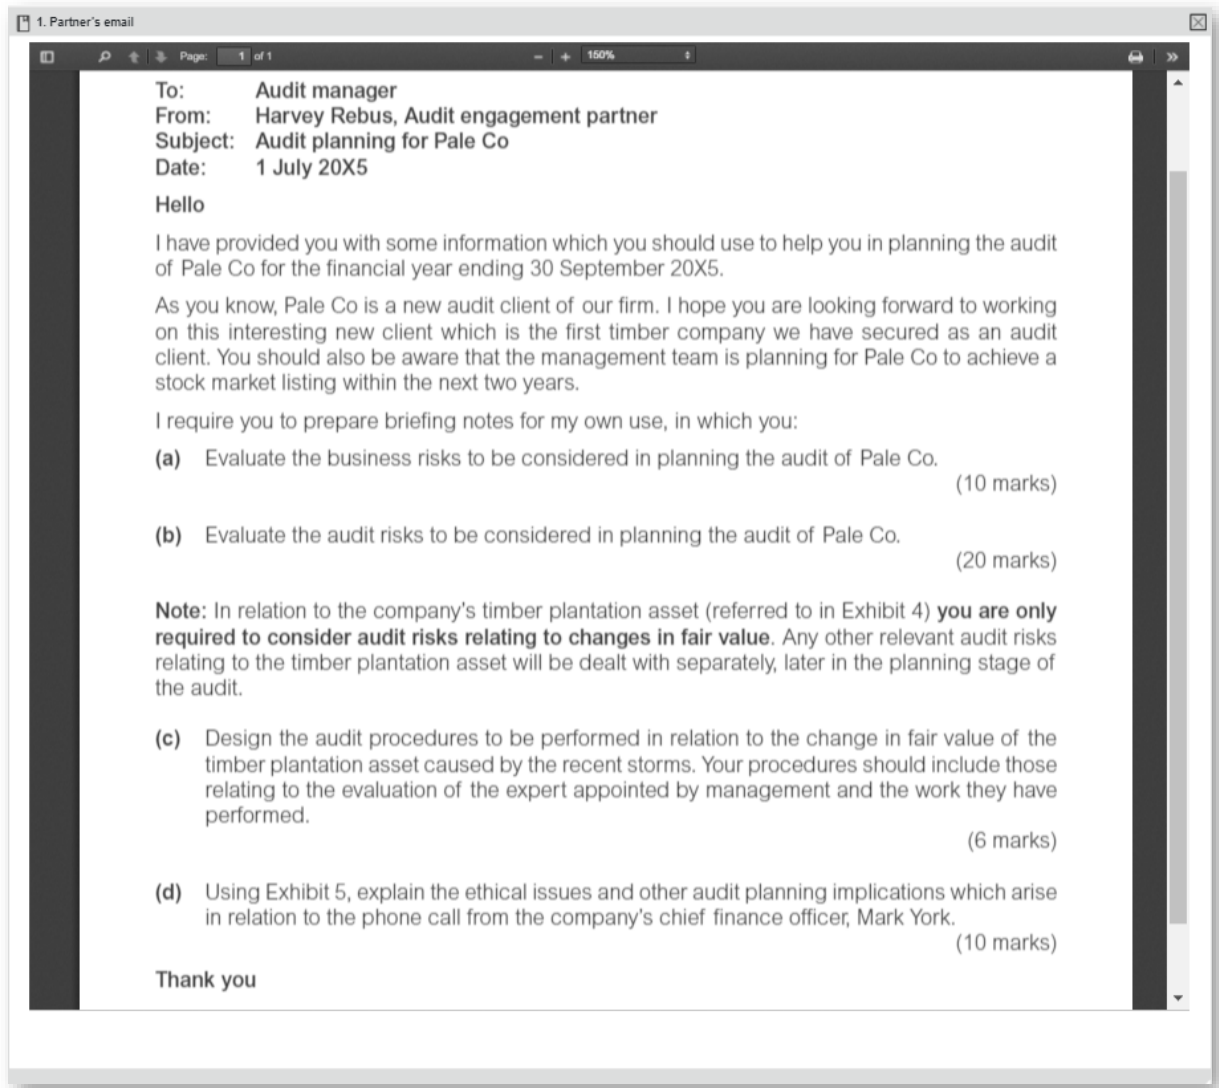 1. Partner's email
Page: 1 of 1
150%
To: Audit manager
From: Harvey Rebus, Audit engagement partner
Subject: Audit planning for Pale Co
Date: 1 July 20X5
Hello
I have provided you with some information which you should use to help you in planning the audit
of Pale Co for the financial year ending 30 September 20X5.
As you know, Pale Co is a new audit client of our firm. I hope you are looking forward to working
on this interesting new client which is the first timber company we have secured as an audit
client. You should also be aware that the management team is planning for Pale Co to achieve a
stock market listing within the next two years.
I require you to prepare briefing notes for my own use, in which you:
(a) Evaluate the business risks to be considered in planning the audit of Pale Co.
(10 marks)
(b) Evaluate the audit risks to be considered in planning the audit of Pale Co.
(20 marks)
Note: In relation to the company's timber plantation asset (referred to in Exhibit 4) you are only
required to consider audit risks relating to changes in fair value. Any other relevant audit risks
relating to the timber plantation asset will be dealt with separately, later in the planning stage of
the audit.
(c) Design the audit procedures to be performed in relation to the change in fair value of the
timber plantation asset caused by the recent storms. Your procedures should include those
relating to the evaluation of the expert appointed by management and the work they have
performed.
(6 marks)
(d) Using Exhibit 5, explain the ethical issues and other audit planning implications which arise
in relation to the phone call from the company's chief finance officer, Mark York.
(10 marks)
Thank you